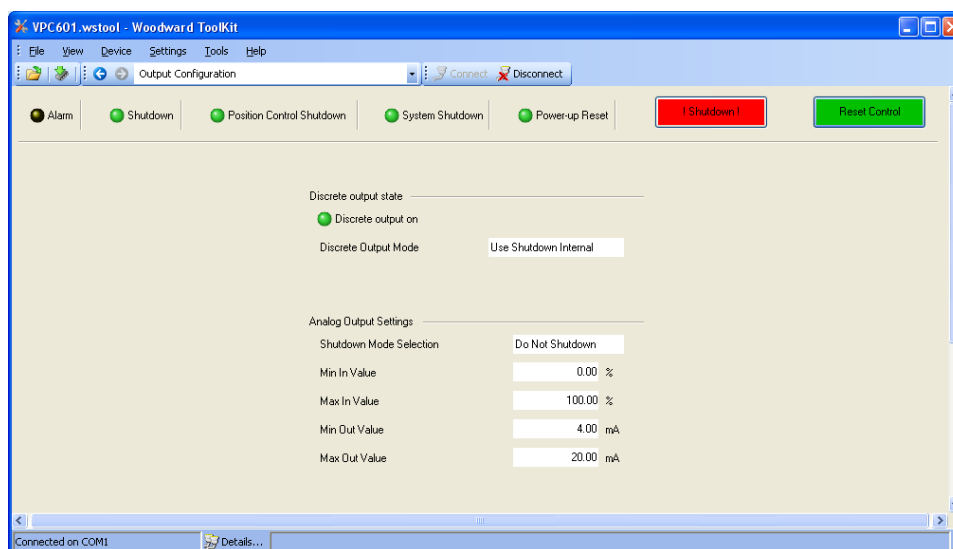 VPC601.wstool - Woodward ToolKit
File View Device Settings Tools Help
Output Configuration Connect Disconnect
Alarm Shutdown Position Control Shutdown System Shutdown Power-up Reset ! Shutdown ! Reset Control
Discrete output state
Discrete output on
Discrete Output Mode Use Shutdown Internal
Analog Output Settings
Shutdown Mode Selection Do Not Shutdown
Min In Value 0.00 %
Max In Value 100.00 %
Min Out Value 4.00 mA
Max Out Value 20.00 mA
Connected on COM1 Details...